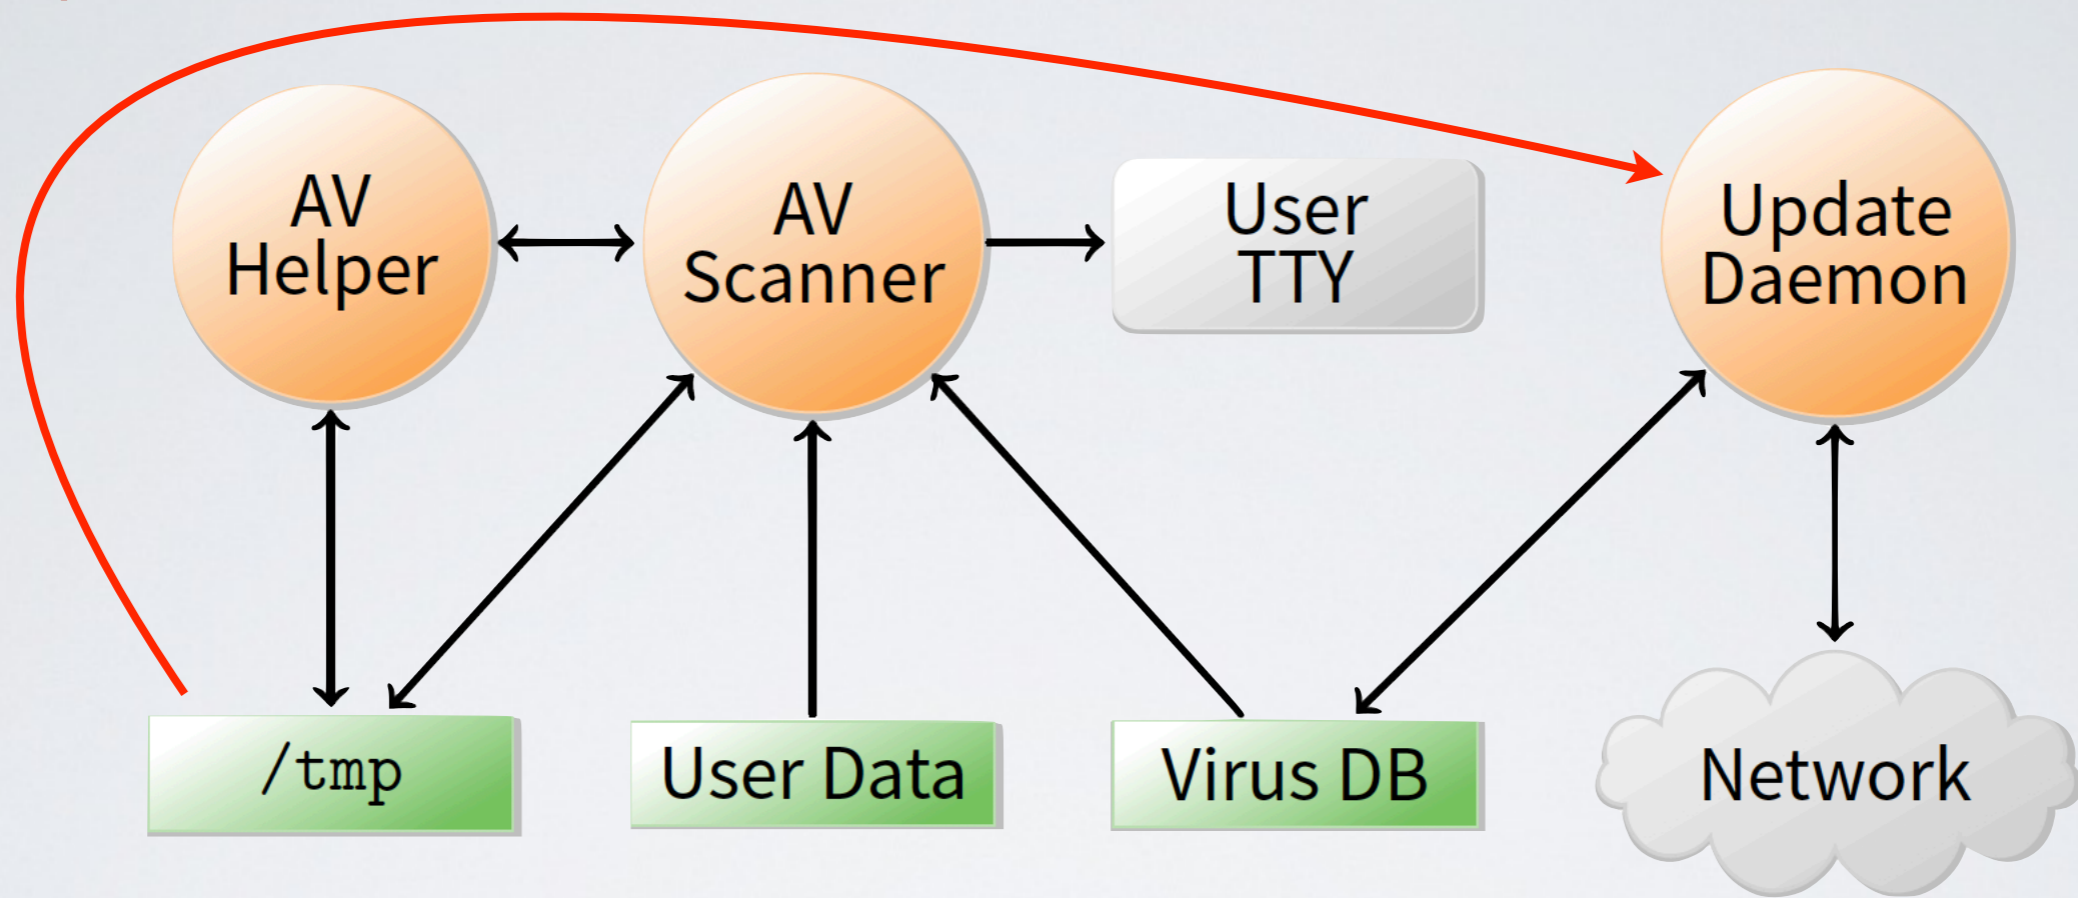 AV
Helper
AV
Scanner
User
TTY
Update
Daemon
/tmp
User Data
Virus DB
Network